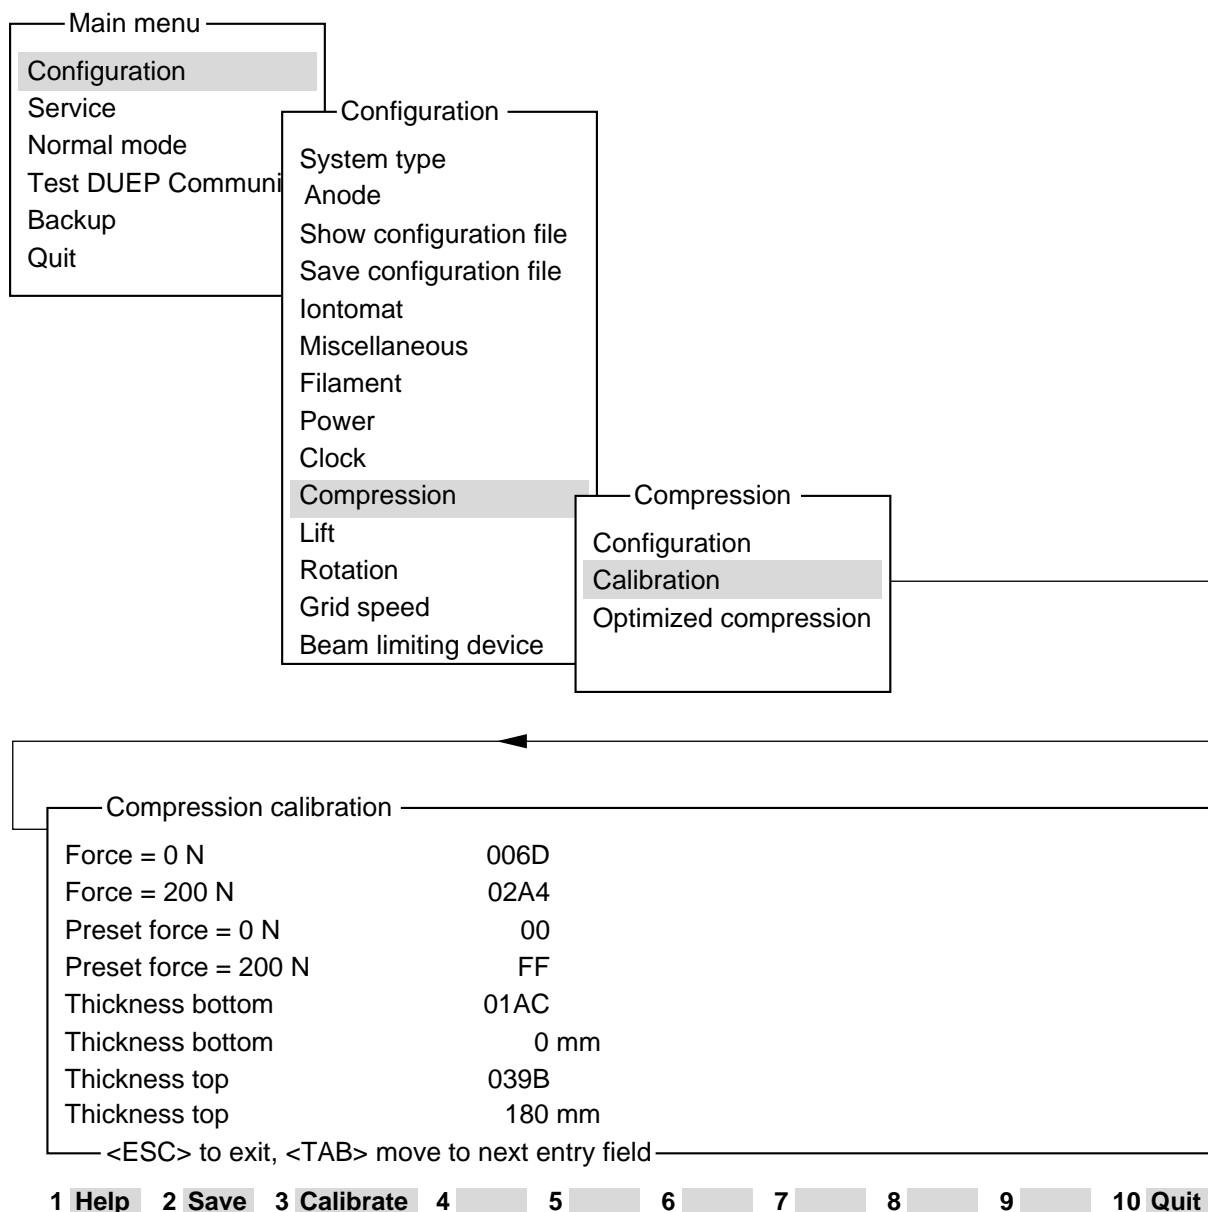 Main menu
Configuration
Service
Normal mode
Test DUEP Communi
Backup
Quit
Configuration
System type
Anode
Show configuration file
Save configuration file
Iontomat
Miscellaneous
Filament
Power
Clock
Compression
Lift
Rotation
Grid speed
Beam limiting device
Compression
Configuration
Calibration
Optimized compression
Compression calibration
Force = 0 N 006D
Force = 200 N 02A4
Preset force = 0 N 00
Preset force = 200 N FF
Thickness bottom 01AC
Thickness bottom 0 mm
Thickness top 039B
Thickness top 180 mm
<ESC> to exit, <TAB> move to next entry field
1 Help 2 Save 3 Calibrate 4 5 6 7 8 9 10 Quit